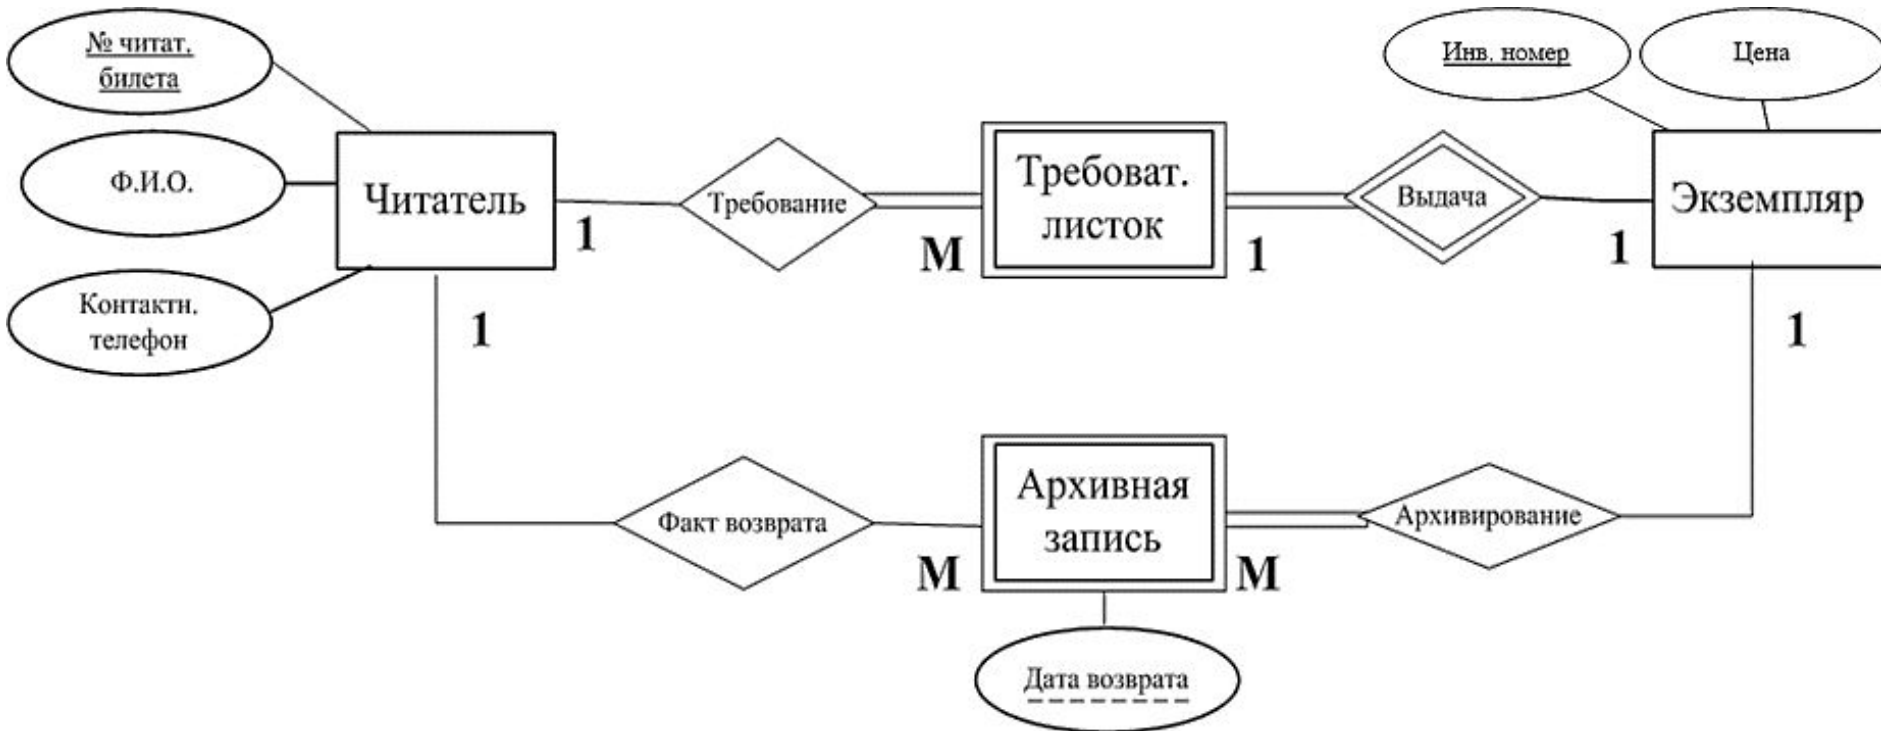 № читат.
билета
Ф.И.О.
Контактн.
телефон
Читатель
1
1
Требование
М
Требоват.
листок
1
Выдача
1
Инв. номер
Цена
Экземпляр
1
Факт возврата
М
Архивная
запись
М
Архивирование
Дата возврата